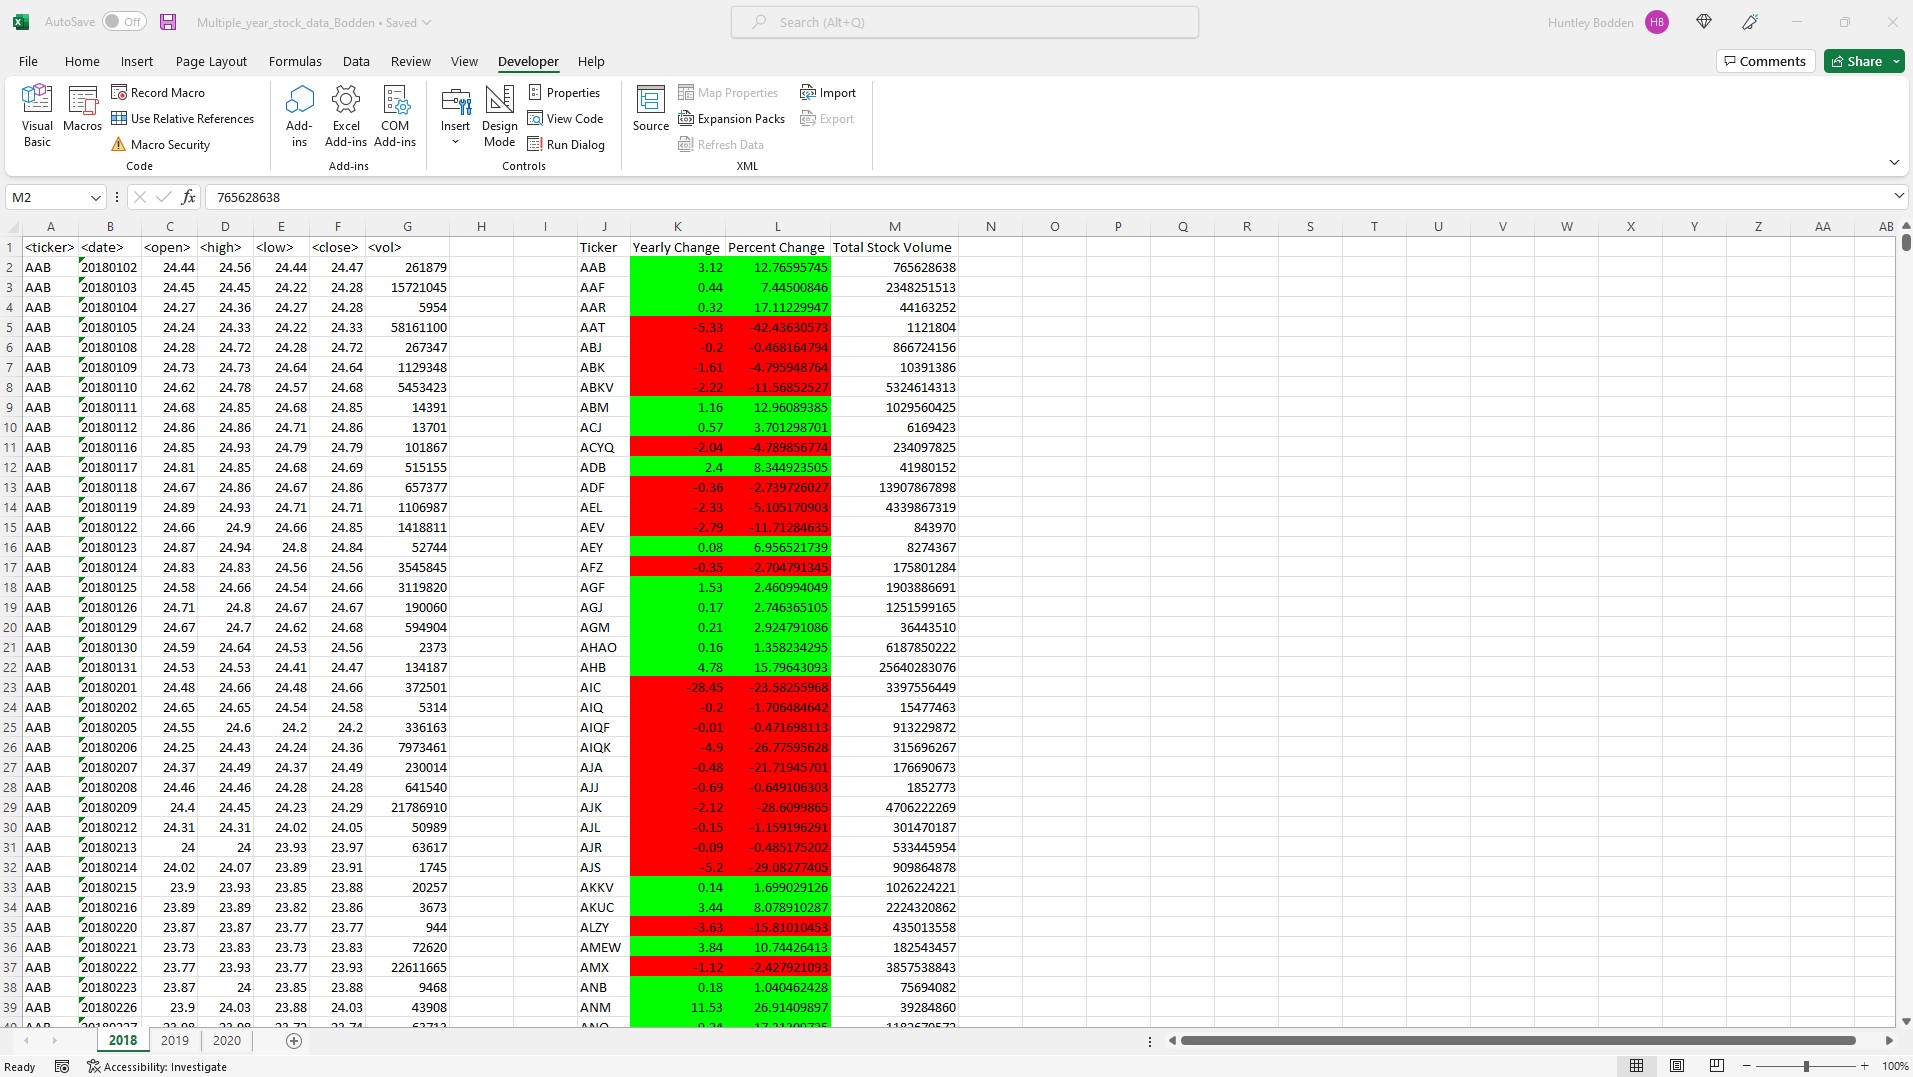 AutoSave Off Multiple_year_stock_data_Bodden • Saved Search (Alt+Q) Huntley Bodden HB
File Home Insert Page Layout Formulas Data Review View Developer Help Comments Share
Visual Basic
Macros
Record Macro
Use Relative References
Macro Security
Code
Add-ins
Excel Add-ins
COM Add-ins
Add-ins
Insert
Design Mode
Properties
View Code
Run Dialog
Controls
Source
Map Properties
Expansion Packs
Refresh Data
Import
Export
XML
M2 fx 765628638
A B C D E F G H I J K L M N O P Q R S T U V W X Y Z AA AB
1 <ticker> <date> <open> <high> <low> <close> <vol> Ticker Yearly Change Percent Change Total Stock Volume
2 AAB 20180102 24.44 24.56 24.44 24.47 261879 AAB 3.12 12.76595745 765628638
3 AAB 20180103 24.45 24.45 24.22 24.28 15721045 AAF 0.44 7.44500846 2348251513
4 AAB 20180104 24.27 24.36 24.27 24.28 5954 AAR 0.32 17.11229947 44163252
5 AAB 20180105 24.24 24.33 24.22 24.33 58161100 AAT -5.33 -42.43630573 1121804
6 AAB 20180108 24.28 24.72 24.28 24.72 267347 ABJ -0.2 -0.468164794 866724156
7 AAB 20180109 24.73 24.73 24.64 24.64 1129348 ABK -1.61 -4.795948764 10391386
8 AAB 20180110 24.62 24.78 24.57 24.68 5453423 ABKV -2.22 -11.56852527 5324614313
9 AAB 20180111 24.68 24.85 24.68 24.85 14391 ABM 1.16 12.96089385 1029560425
10 AAB 20180112 24.86 24.86 24.71 24.86 13701 ACJ 0.57 3.701298701 6169423
11 AAB 20180116 24.85 24.93 24.79 24.79 101867 ACYQ -2.04 -4.789856774 234097825
12 AAB 20180117 24.81 24.85 24.68 24.69 515155 ADB 2.4 8.344923505 41980152
13 AAB 20180118 24.67 24.86 24.67 24.86 657377 ADF -0.36 -2.739726027 13907867898
14 AAB 20180119 24.89 24.93 24.71 24.71 1106987 AEL -2.33 -5.105170903 4339867319
15 AAB 20180122 24.66 24.9 24.66 24.85 1418811 AEV -2.79 -11.71284635 843970
16 AAB 20180123 24.87 24.94 24.8 24.84 52744 AEY 0.08 6.956521739 8274367
17 AAB 20180124 24.83 24.83 24.56 24.56 3545845 AFZ -0.35 -2.704791345 175801284
18 AAB 20180125 24.58 24.66 24.54 24.66 3119820 AGF 1.53 2.460994049 1903886691
19 AAB 20180126 24.71 24.8 24.67 24.67 190060 AGJ 0.17 2.746365105 1251599165
20 AAB 20180129 24.67 24.7 24.62 24.68 594904 AGM 0.21 2.924791086 36443510
21 AAB 20180130 24.59 24.64 24.53 24.56 2373 AHAO 0.16 1.358234295 6187850222
22 AAB 20180131 24.53 24.53 24.41 24.47 134187 AHB 4.78 15.79643093 25640283076
23 AAB 20180201 24.48 24.66 24.48 24.66 372501 AIC -28.45 -23.58255968 3397556449
24 AAB 20180202 24.65 24.65 24.54 24.58 5314 AIQ -0.2 -1.706484642 15477463
25 AAB 20180205 24.55 24.6 24.2 24.2 336163 AIQF -0.01 -0.471698113 913229872
26 AAB 20180206 24.25 24.43 24.24 24.36 7973461 AIQK -4.9 -26.77595628 315696267
27 AAB 20180207 24.37 24.49 24.37 24.49 230014 AJA -0.48 -21.71945701 176690673
28 AAB 20180208 24.46 24.46 24.28 24.28 641540 AJJ -0.69 -0.649106303 1852773
29 AAB 20180209 24.4 24.45 24.23 24.29 21786910 AJK -2.12 -28.6099865 4706222269
30 AAB 20180212 24.31 24.31 24.02 24.05 50989 AJL -0.15 -1.159196291 301470187
31 AAB 20180213 24 24 23.93 23.97 63617 AJR -0.09 -0.485175202 533445954
32 AAB 20180214 24.02 24.07 23.89 23.91 1745 AJS -5.2 -29.08277405 909864878
33 AAB 20180215 23.9 23.93 23.85 23.88 20257 AKKV 0.14 1.699029126 1026224221
34 AAB 20180216 23.89 23.89 23.82 23.86 3673 AKUC 3.44 8.078910287 2224320862
35 AAB 20180220 23.87 23.87 23.77 23.77 944 ALZY -3.63 -15.81010453 435013558
36 AAB 20180221 23.73 23.83 23.73 23.83 72620 AMEW 3.84 10.74426413 182543457
37 AAB 20180222 23.77 23.93 23.77 23.93 22611665 AMX -1.12 -2.427921093 3857538843
38 AAB 20180223 23.87 24 23.85 23.88 9468 ANB 0.18 1.040462428 75694082
39 AAB 20180226 23.9 24.03 23.88 24.03 43908 ANM 11.53 26.91409897 39284860
2018 2019 2020
Ready Accessibility: Investigate 100%